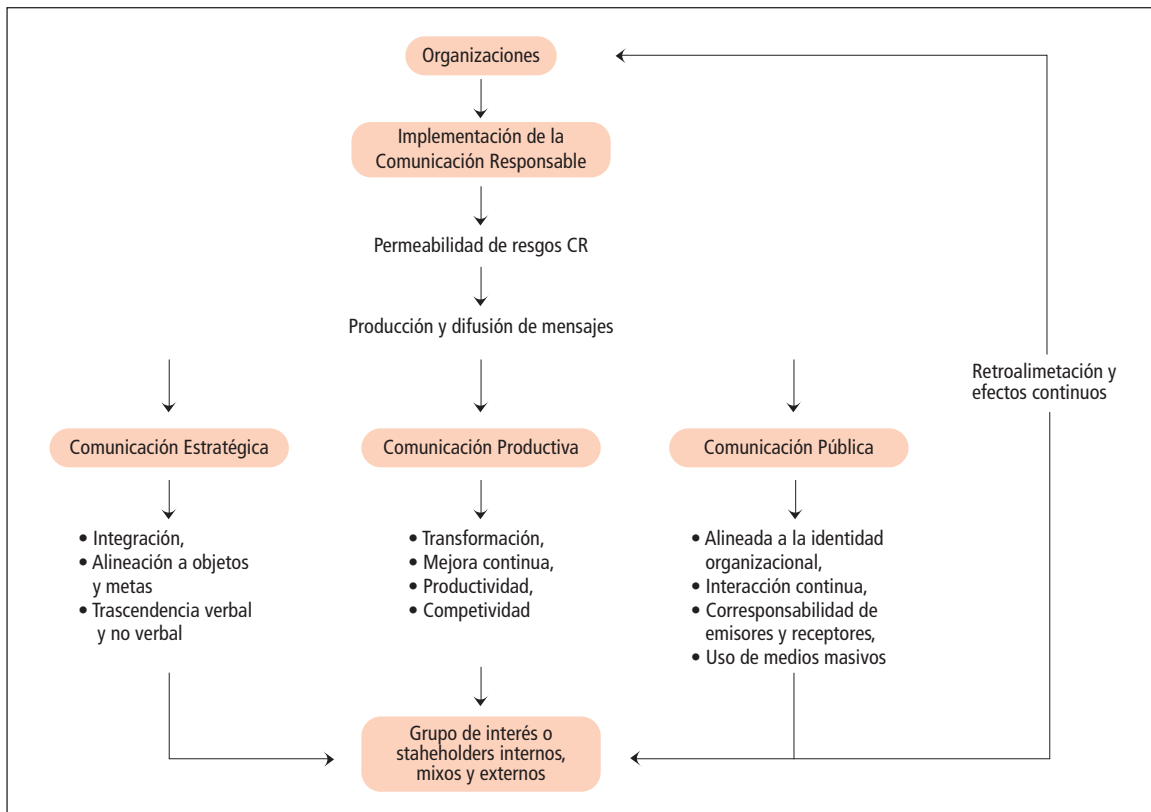 Organizaciones
Implementación de la
Comunicación Responsable
Permeabilidad de resgos CR
Producción y difusión de mensajes
Retroalimetación y
efectos continuos
Comunicación Estratégica
• Integración,
• Alineación a objetos
y metas
• Trascendencia verbal
y no verbal
Comunicación Productiva
• Transformación,
• Mejora continua,
• Productividad,
• Competividad
Comunicación Pública
• Alineada a la identidad
organizacional,
• Interacción continua,
• Corresponsabilidad de
emisores y receptores,
• Uso de medios masivos
Grupo de interés o
staheholders internos,
mixos y externos